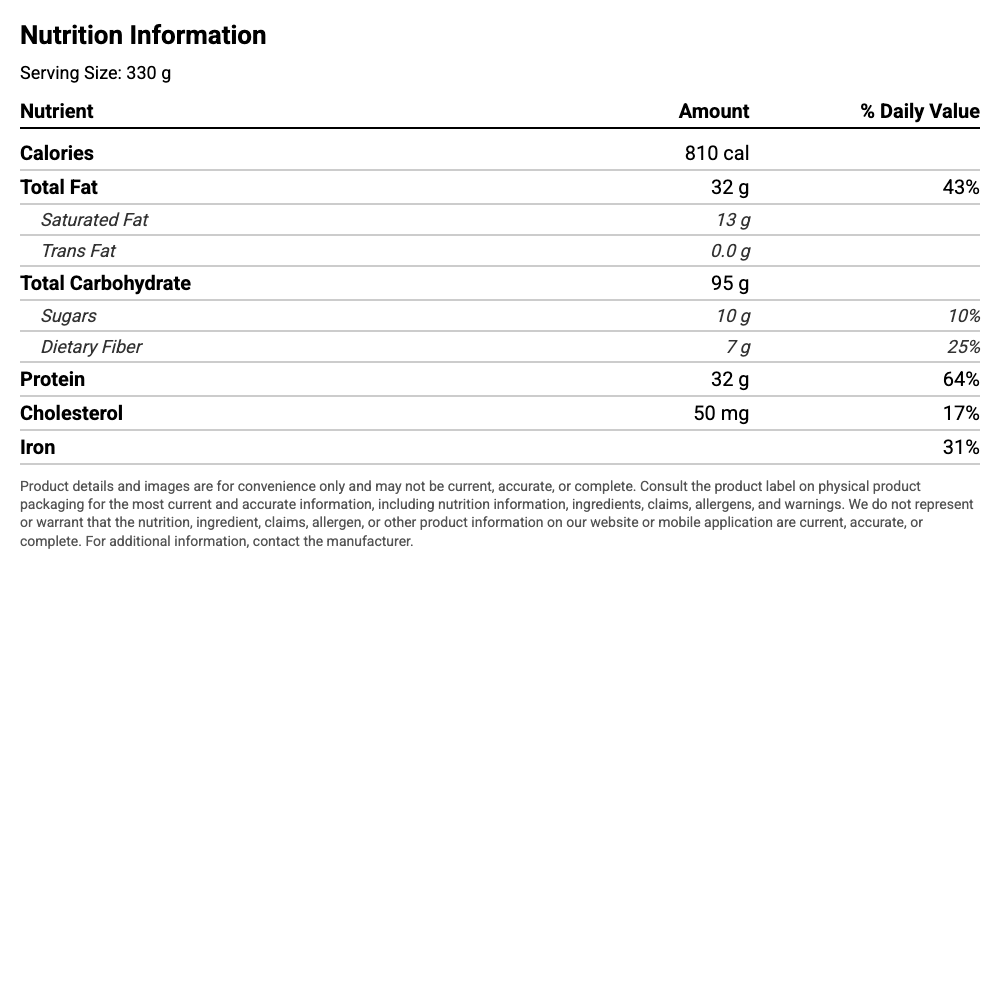 Nutrition Information
Serving Size: 330 g
Nutrient Amount % Daily Value
Calories 810 cal
Total Fat 32 g 43%
Saturated Fat 13 g
Trans Fat 0.0 g
Total Carbohydrate 95 g
Sugars 10 g 10%
Dietary Fiber 7 g 25%
Protein 32 g 64%
Cholesterol 50 mg 17%
Iron 31%
Product details and images are for convenience only and may not be current, accurate, or complete. Consult the product label on physical product
packaging for the most current and accurate information, including nutrition information, ingredients, claims, allergens, and warnings. We do not represent
or warrant that the nutrition, ingredient, claims, allergen, or other product information on our website or mobile application are current, accurate, or
complete. For additional information, contact the manufacturer.